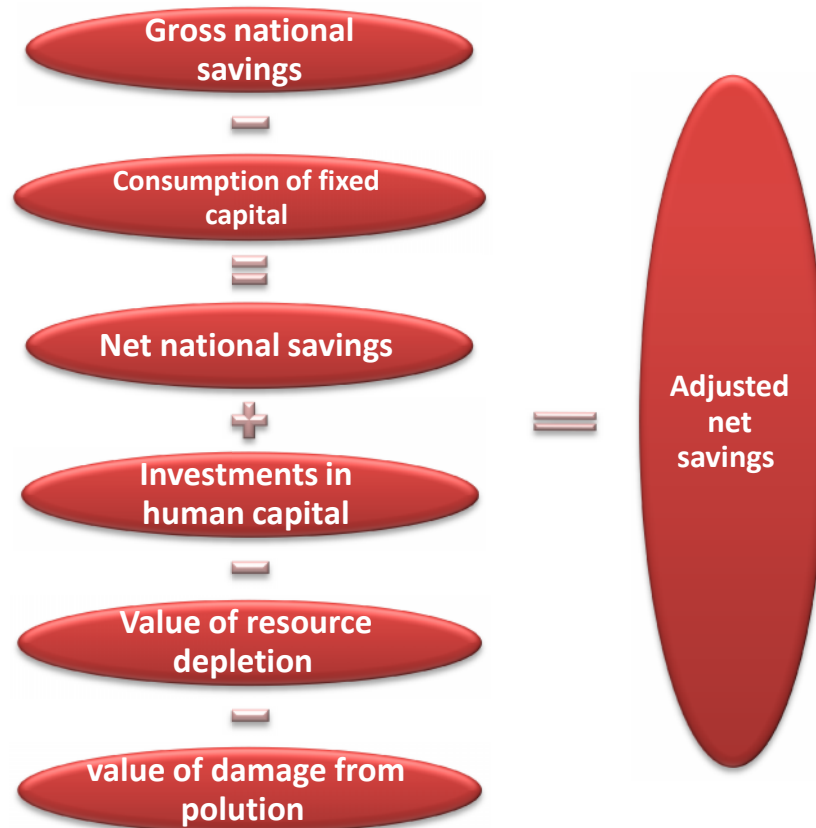 Gross national
savings
Consumption of fixed
capital
Net national savings
Investments in
human capital
Value of resource
depletion
value of damage from
polution
Adjusted
net
savings